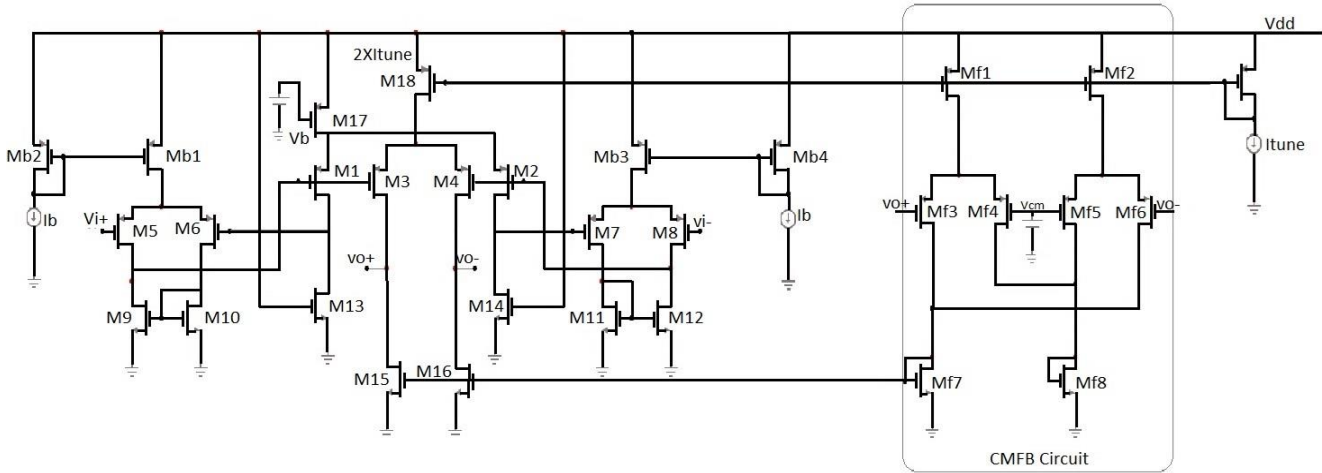 Vdd
2XItune
M18
Mf1
Mf2
Vb
M17
Mb2
Mb1
M1
M3
M4
M2
Mb3
Mb4
Itune
Ib
Vi+
M5
M6
M7
M8
vi-
Ib
vo+
Mf3
Mf4
Vcm
Mf5
Mf6
vo-
vo+
vo-
M9
M10
M13
M14
M11
M12
M15
M16
Mf7
Mf8
CMFB Circuit